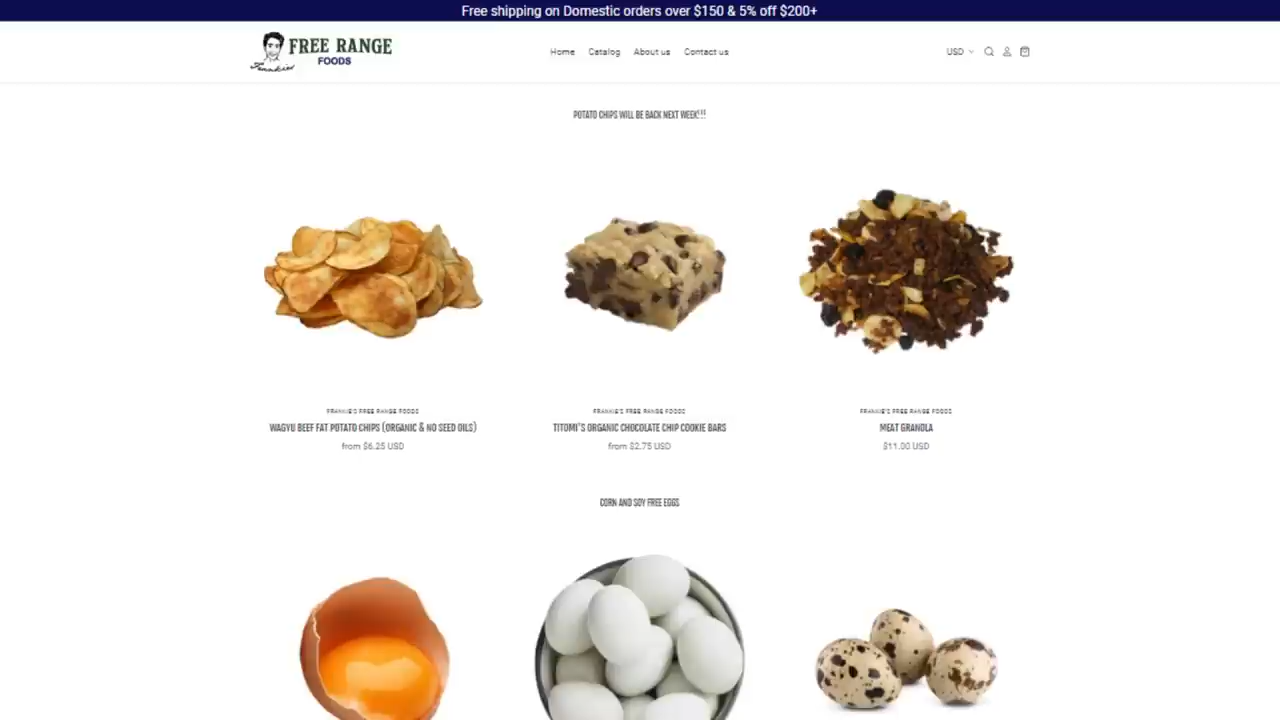 Free shipping on Domestic orders over $150 & 5% off $200+
Frankie's FREE RANGE
FOODS
Home Catalog About us Contact us
USD
POTATO CHIPS WILL BE BACK NEXT WEEK!!!
FRANKIE'S FREE RANGE FOODS
WAGYU BEEF FAT POTATO CHIPS (ORGANIC & NO SEED OILS)
from $6.25 USD
FRANKIE'S FREE RANGE FOODS
TITOMI'S ORGANIC CHOCOLATE CHIP COOKIE BARS
from $2.75 USD
FRANKIE'S FREE RANGE FOODS
MEAT GRANOLA
$11.00 USD
CORN AND SOY FREE EGGS